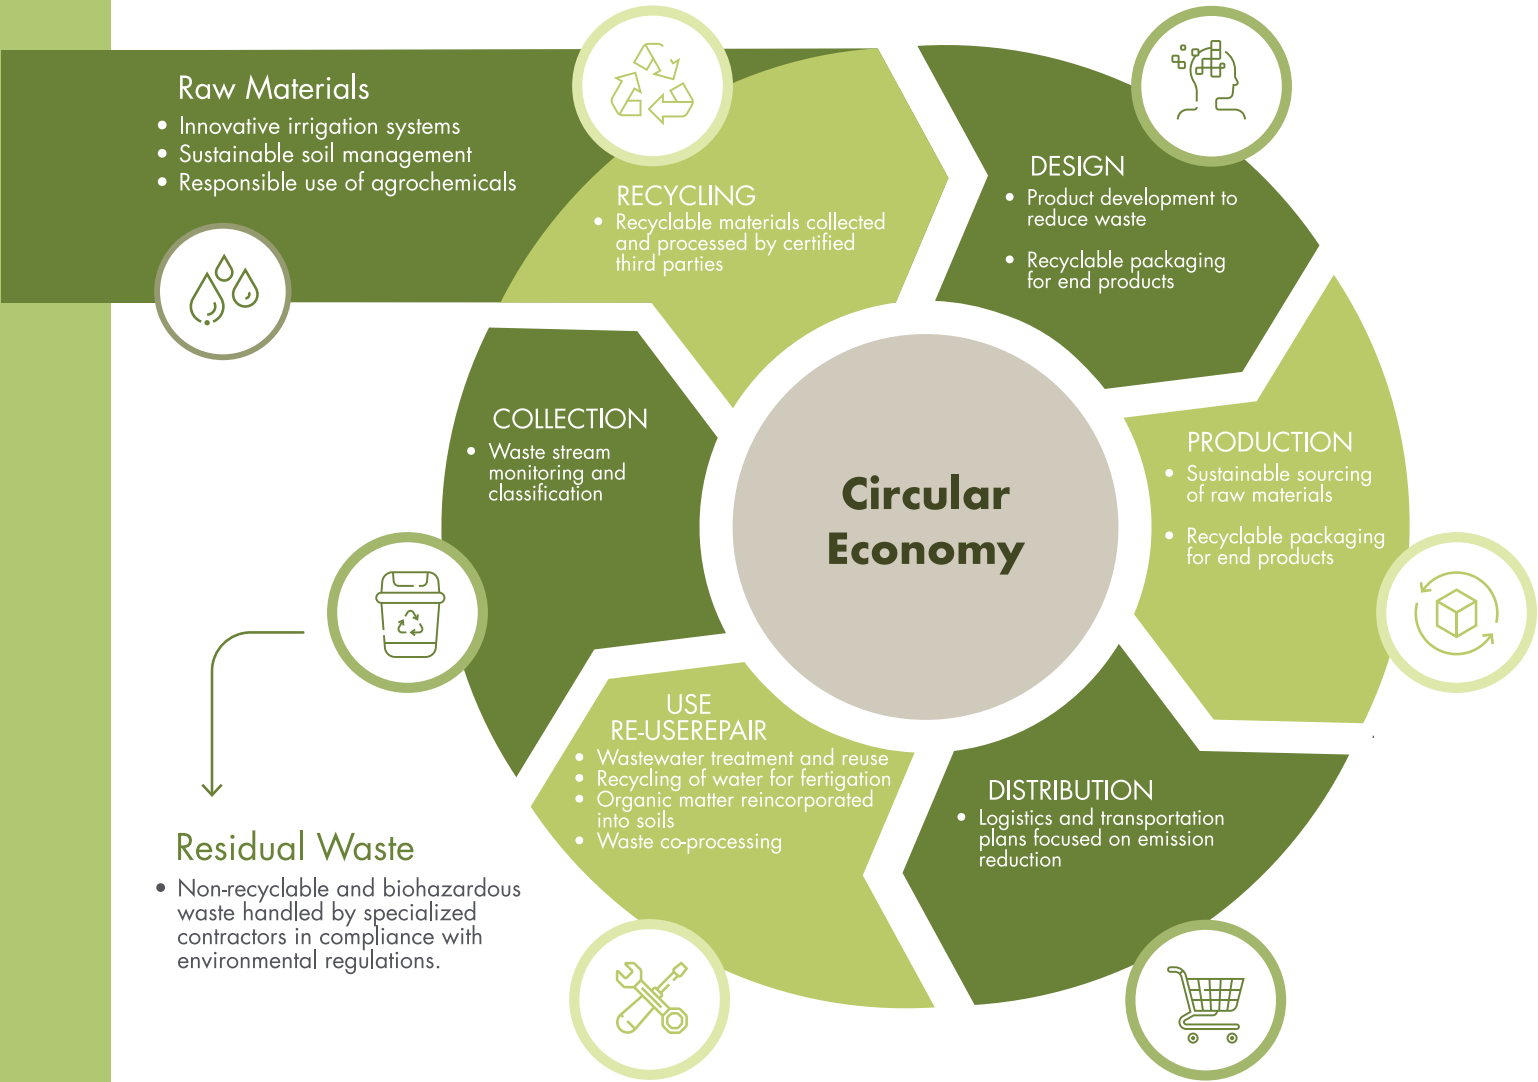 Raw Materials
• Innovative irrigation systems
• Sustainable soil management
• Responsible use of agrochemicals
RECYCLING
• Recyclable materials collected
and processed by certified
third parties
DESIGN
• Product development to
reduce waste
• Recyclable packaging
for end products
PRODUCTION
• Sustainable sourcing
of raw materials
• Recyclable packaging
for end products
DISTRIBUTION
• Logistics and transportation
plans focused on emission
reduction
USE
RE-USEREPAIR
• Wastewater treatment and reuse
• Recycling of water for fertigation
• Organic matter reincorporated
into soils
• Waste co-processing
COLLECTION
• Waste stream
monitoring and
classification
Circular
Economy
Residual Waste
• Non-recyclable and biohazardous
waste handled by specialized
contractors in compliance with
environmental regulations.